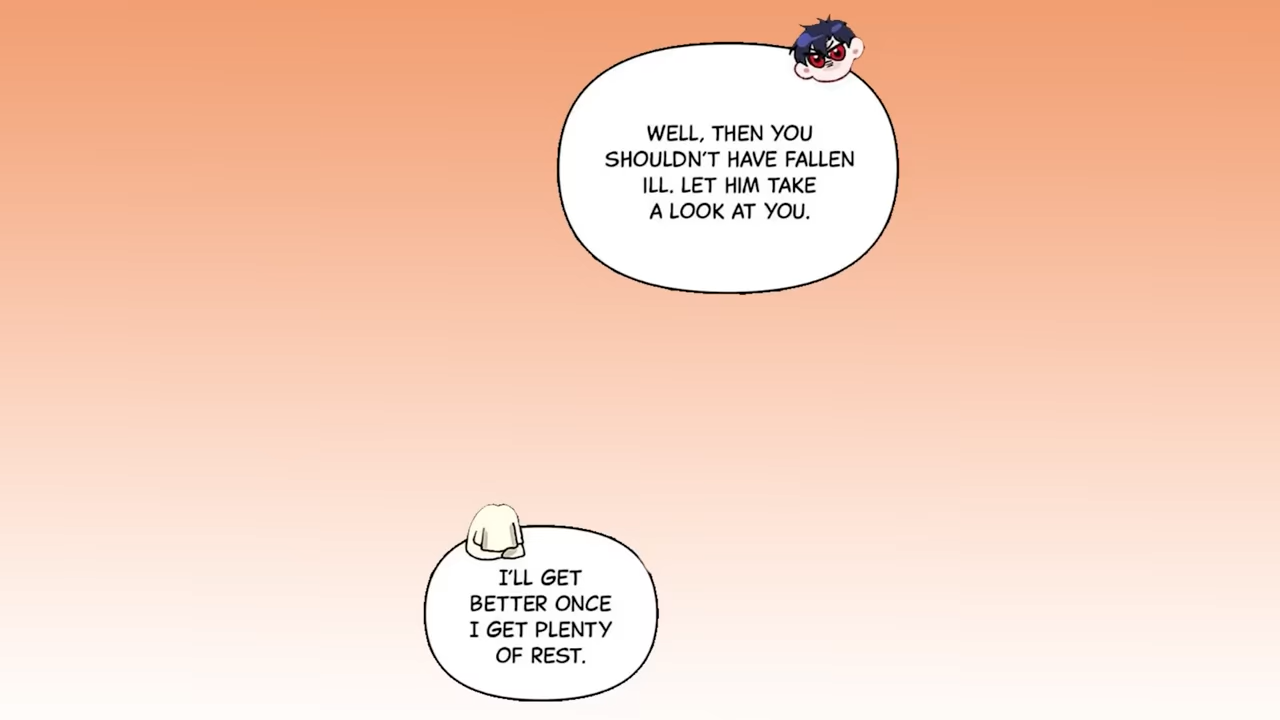 WELL, THEN YOU
SHOULDN'T HAVE FALLEN
ILL. LET HIM TAKE
A LOOK AT YOU.
I'LL GET
BETTER ONCE
I GET PLENTY
OF REST.